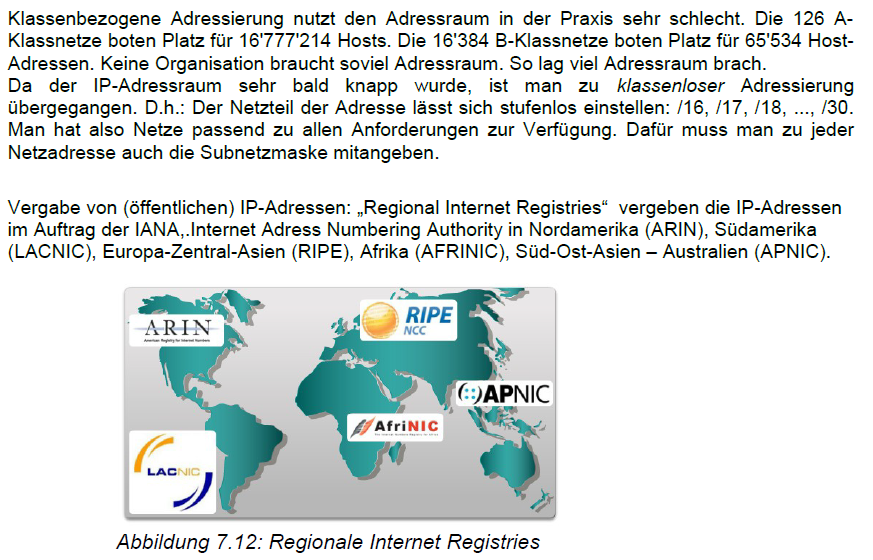 Klassenbezogene Adressierung nutzt den Adressraum in der Praxis sehr schlecht. Die 126 A-
Klassnetze boten Platz für 16'777'214 Hosts. Die 16'384 B-Klassnetze boten Platz für 65'534 Host-
Adressen. Keine Organisation braucht soviel Adressraum. So lag viel Adressraum brach.
Da der IP-Adressraum sehr bald knapp wurde, ist man zu klassenloser Adressierung
übergegangen. D.h.: Der Netzteil der Adresse lässt sich stufenlos einstellen: /16, /17, /18, ..., /30.
Man hat also Netze passend zu allen Anforderungen zur Verfügung. Dafür muss man zu jeder
Netzadresse auch die Subnetzmaske mitangeben.
Vergabe von (öffentlichen) IP-Adressen: „Regional Internet Registries“ vergeben die IP-Adressen
im Auftrag der IANA,.Internet Adress Numbering Authority in Nordamerika (ARIN), Südamerika
(LACNIC), Europa-Zentral-Asien (RIPE), Afrika (AFRINIC), Süd-Ost-Asien – Australien (APNIC).
ARIN
American Registry for Internet Numbers
RIPE
NCC
APNIC
AfriNIC
LACNIC
Abbildung 7.12: Regionale Internet Registries